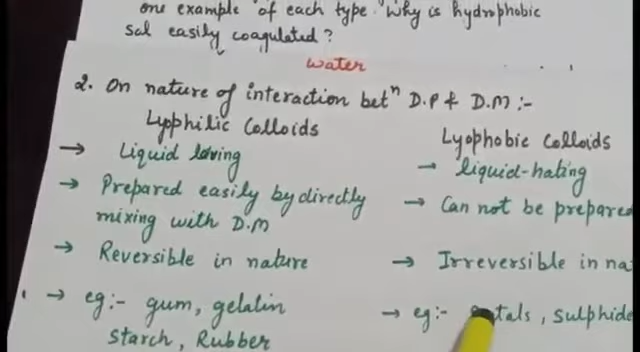 one example of each type. Why is hydrophobic
sol easily coagulated?
water
2. On nature of interaction betⁿ D.P & D.M :-
Lyophilic Colloids
→ Liquid loving
→ Prepared easily by directly
mixing with D.M
→ Reversible in nature
→ eg:- gum, gelatin
Starch, Rubber
Lyophobic Colloids
→ liquid-hating
→ Can not be prepared
→ Irreversible in na
→ eg:- , Sulphide